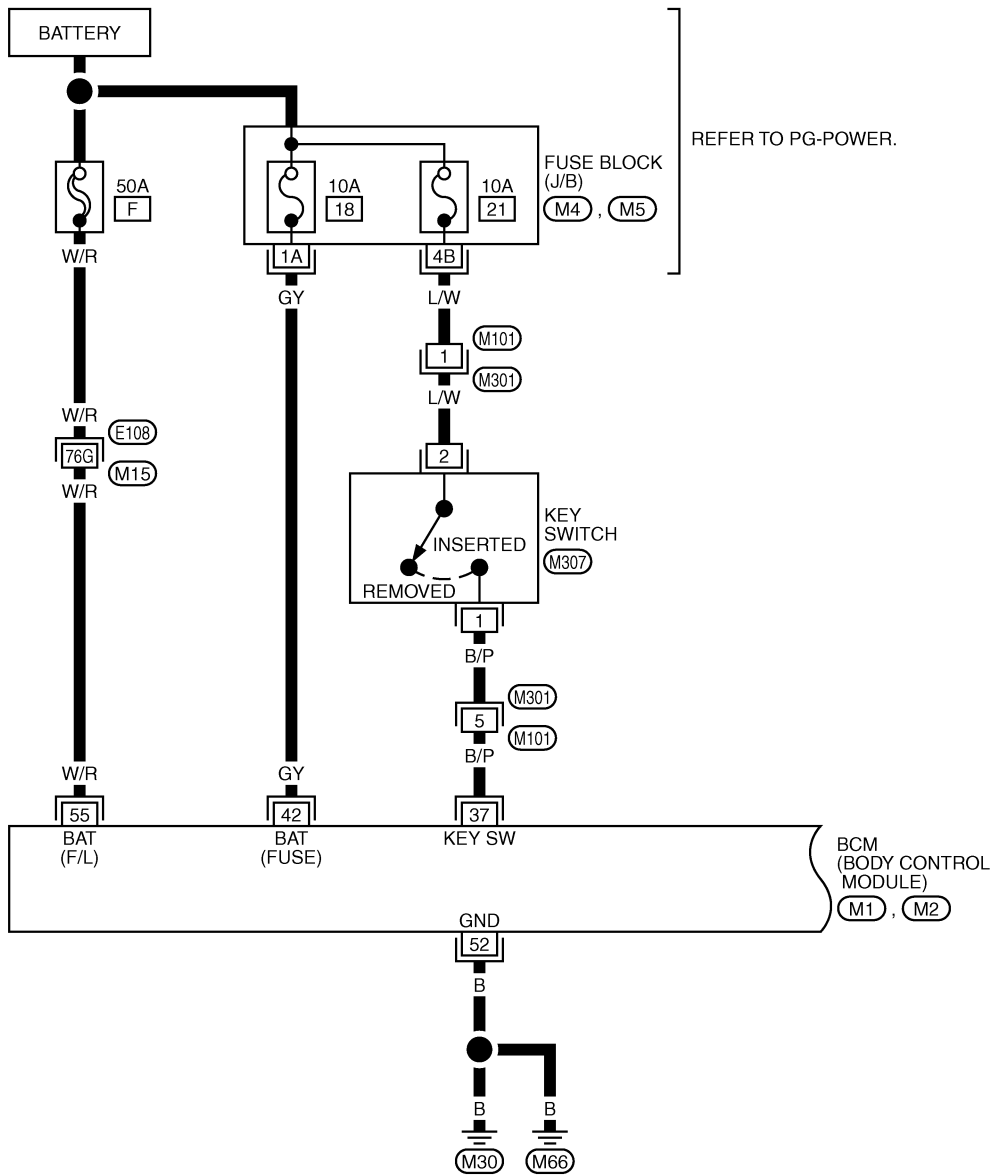 BATTERY
REFER TO PG-POWER.
50A
F
10A
18
10A
21
FUSE BLOCK
(J/B)
M4 , M5
W/R
1A
4B
GY
L/W
1
M101
M301
L/W
W/R
E108
76G
M15
W/R
2
KEY
SWITCH
M307
INSERTED
REMOVED
1
B/P
M301
5
M101
B/P
W/R
GY
55
42
37
BAT
(F/L)
BAT
(FUSE)
KEY SW
BCM
(BODY CONTROL
MODULE)
M1 , M2
GND
52
B
B
B
M30
M66